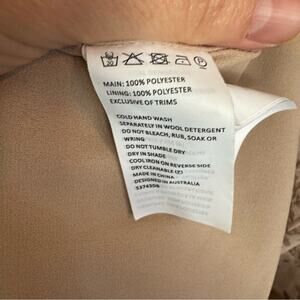 MAIN: 100% POLYESTER
LINING: 100% POLYESTER
EXCLUSIVE OF TRIMS
COLD HAND WASH
SEPARATELY IN WOOL DETERGENT
DO NOT BLEACH, RUB, SOAK OR
WRING
DO NOT TUMBLE DRY
DRY IN SHADE
COOL IRON ON REVERSE SIDE
DRY CLEANABLE (Z)
MADE IN CHINA
DESIGNED IN AUSTRALIA